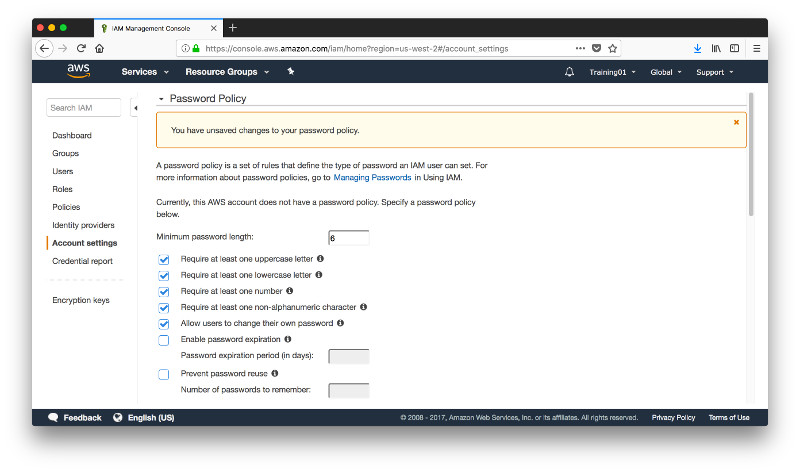 IAM Management Console
https://console.aws.amazon.com/iam/home?region=us-west-2#/account_settings
aws Services Resource Groups Training01 Global Support
Search IAM
Dashboard
Groups
Users
Roles
Policies
Identity providers
Account settings
Credential report
Encryption keys
Password Policy
You have unsaved changes to your password policy.
A password policy is a set of rules that define the type of password an IAM user can set. For
more information about password policies, go to Managing Passwords in Using IAM.
Currently, this AWS account does not have a password policy. Specify a password policy
below.
Minimum password length: 6
Require at least one uppercase letter
Require at least one lowercase letter
Require at least one number
Require at least one non-alphanumeric character
Allow users to change their own password
Enable password expiration
Password expiration period (in days):
Prevent password reuse
Number of passwords to remember:
Feedback English (US) © 2008 - 2017, Amazon Web Services, Inc. or its affiliates. All rights reserved. Privacy Policy Terms of Use